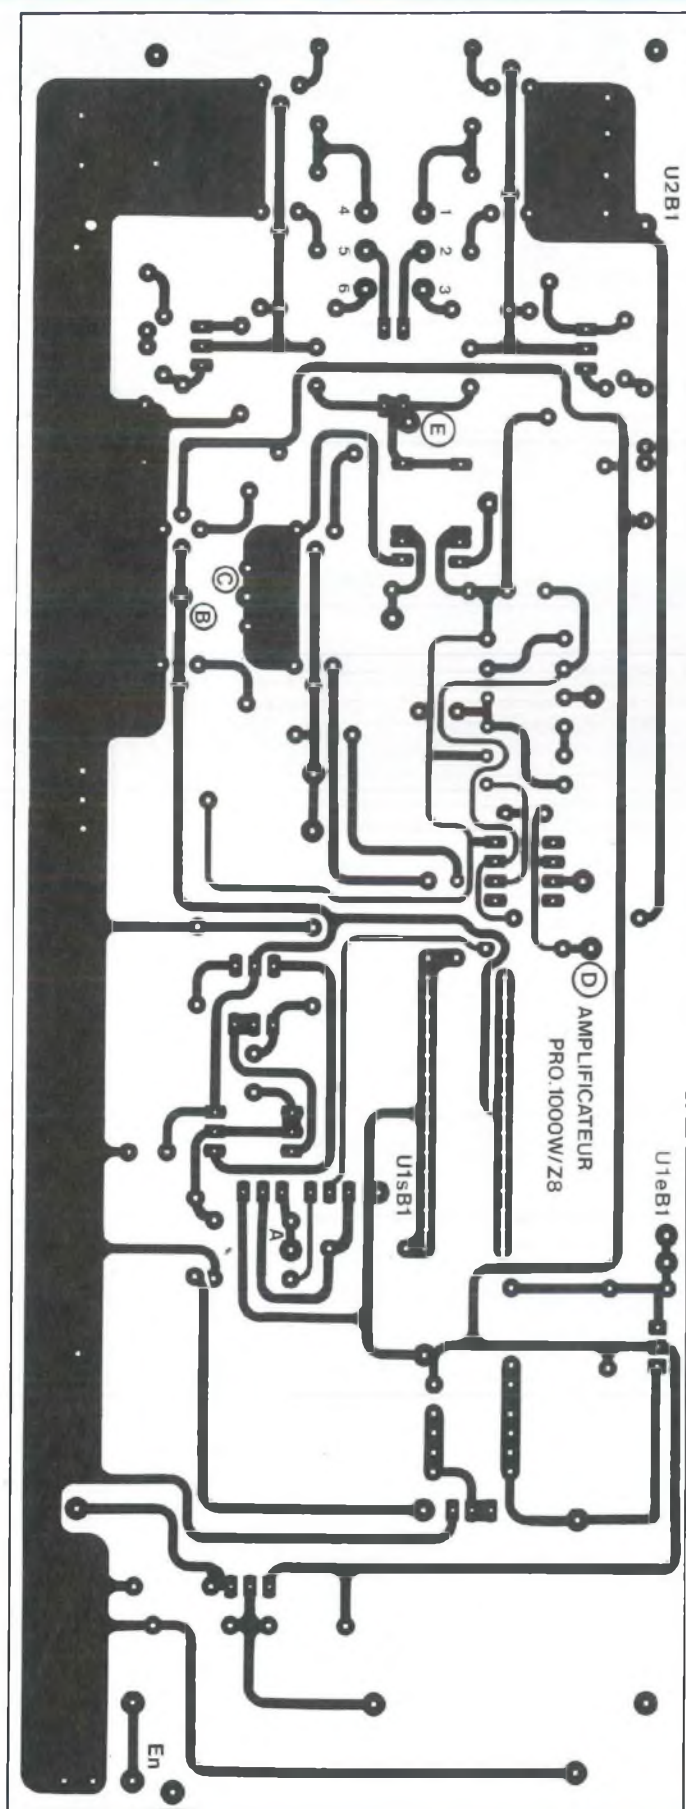 U2B1
4
1
5
2
6
3
E
C
B
D
AMPLIFICATEUR
PRO.1000W/Z8
U1sB1
U1eB1
A
En